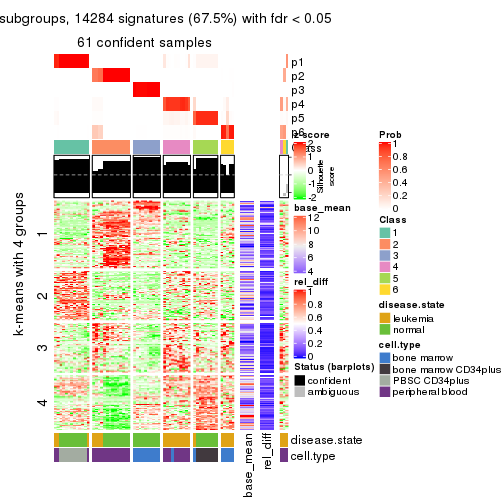 subgroups, 14284 signatures (67.5%) with fdr < 0.05
61 confident samples
p1
p2
p3
p4
p5
z-score
2
1
0
-1
-2
Silhouette
score
Prob
1
0.8
0.6
0.4
0.2
0
base_mean
12
10
8
6
4
Class
1
2
3
4
5
6
rel_diff
1
0.8
0.6
0.4
0.2
0
disease.state
leukemia
normal
cell.type
bone marrow
bone marrow CD34plus
PBSC CD34plus
peripheral blood
Status (barplots)
confident
ambiguous
k-means with 4 groups
1
2
3
4
disease.state
cell.type
base_mean
rel_diff